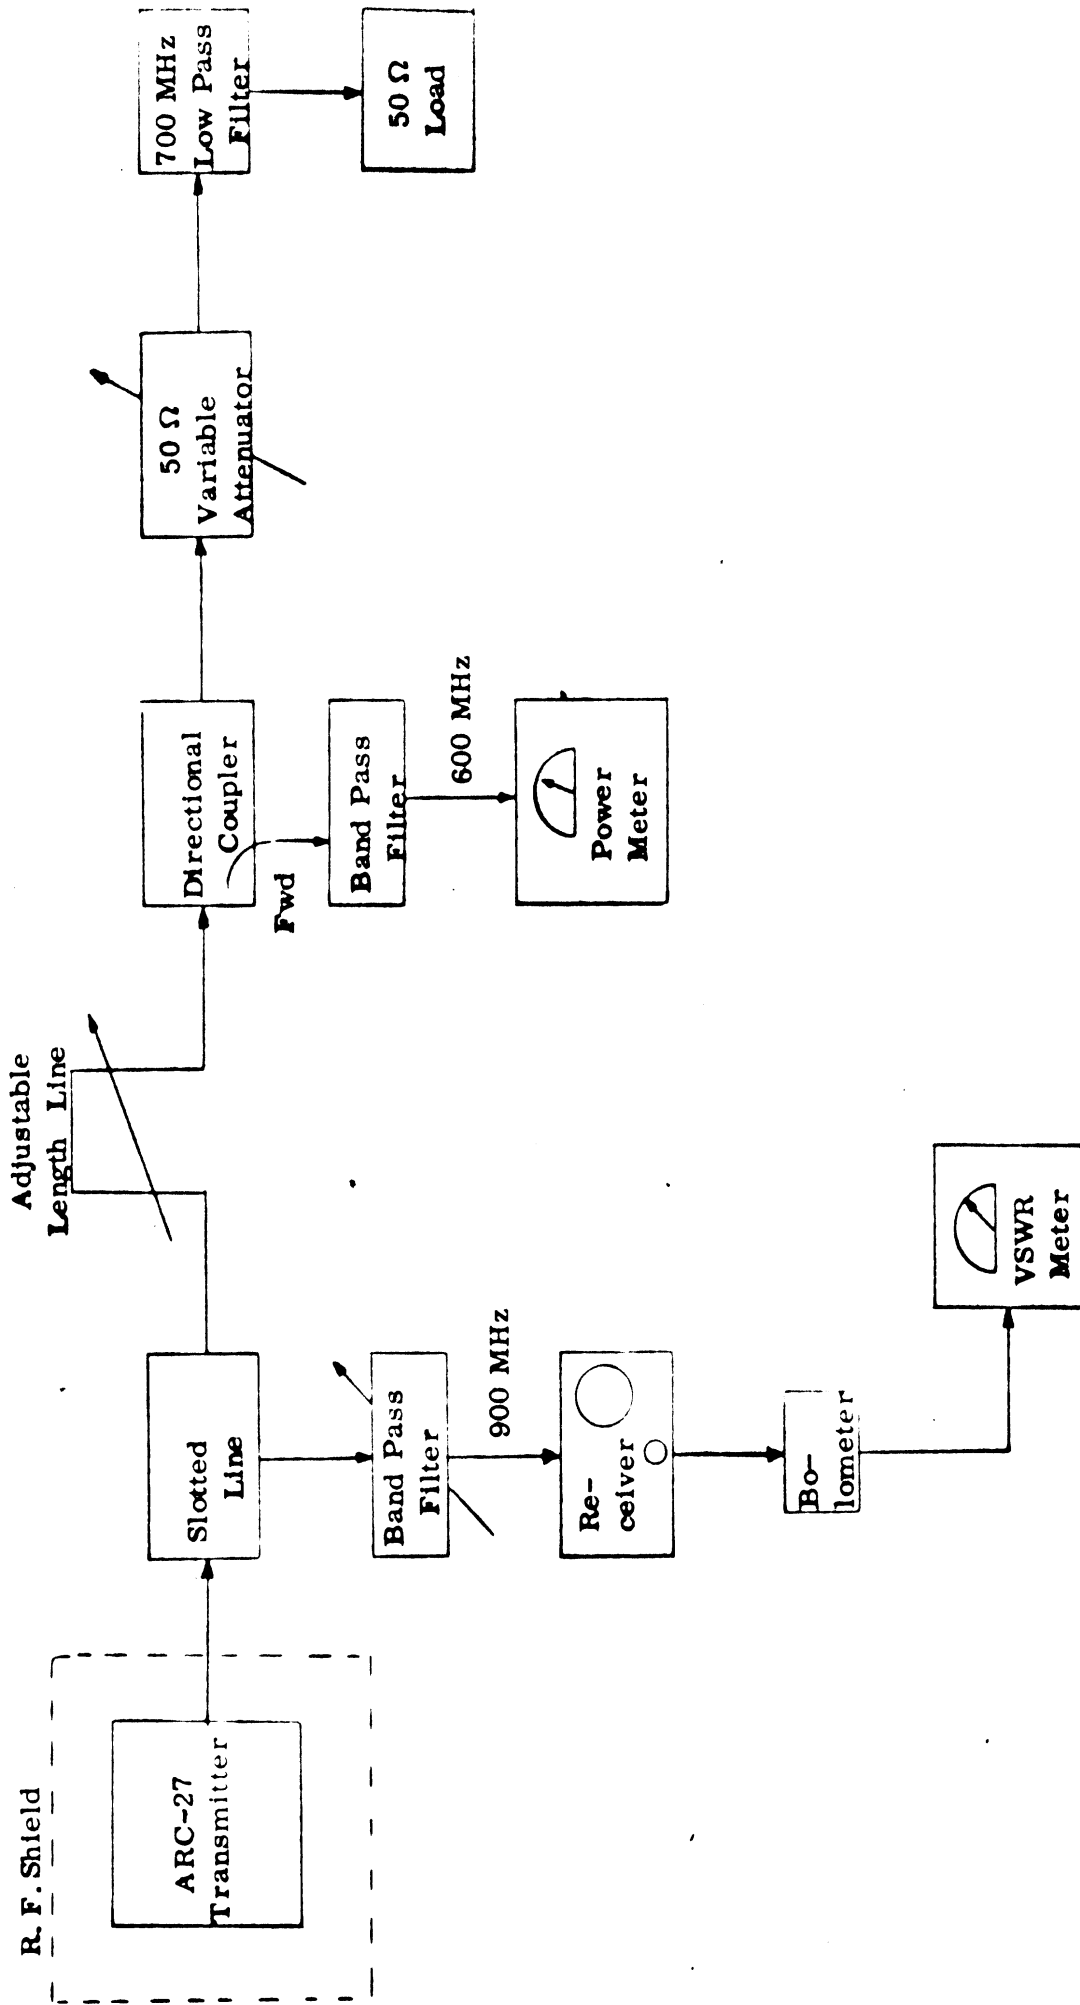 R. F. Shield
ARC-27
Transmitter
Slotted
Line
Band Pass
Filter
900 MHz
Re-
ceiver
Bo-
lometer
VSWR
Meter
Adjustable
Length Line
Directional
Coupler
Fwd
Band Pass
Filter
600 MHz
Power
Meter
50 Ω
Variable
Attenuator
700 MHz
Low Pass
Filter
50 Ω
Load